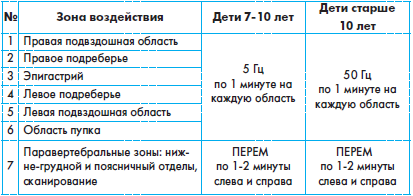 № Зона воздействия Дети 7-10 лет Дети старше 10 лет
1 Правая подвздошная область
2 Правое подреберье
3 Эпигастрий
4 Левое подреберье
5 Левая подвздошная область
6 Область пупка
5 Гц
по 1 минуте на
каждую область
50 Гц
по 1 минуте на
каждую область
7 Паравертебральные зоны: ниж-
не-грудной и поясничный отделы,
сканирование
ПЕРЕМ
по 1-2 минуты
слева и справа
ПЕРЕМ
по 1-2 минуты
слева и справа